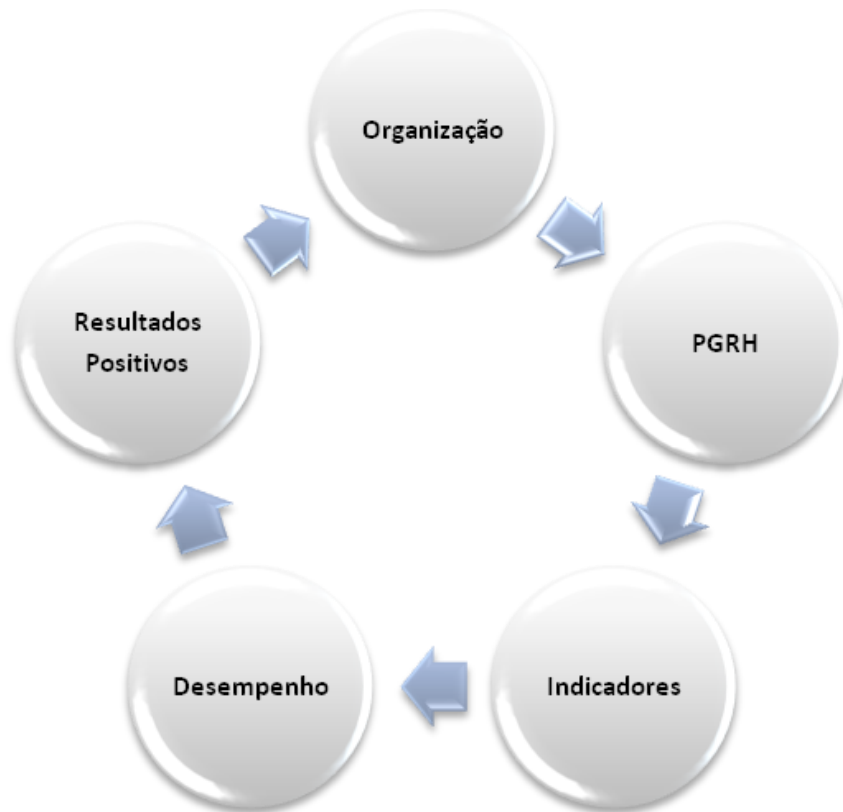 Organização
PGRH
Indicadores
Desempenho
Resultados
Positivos